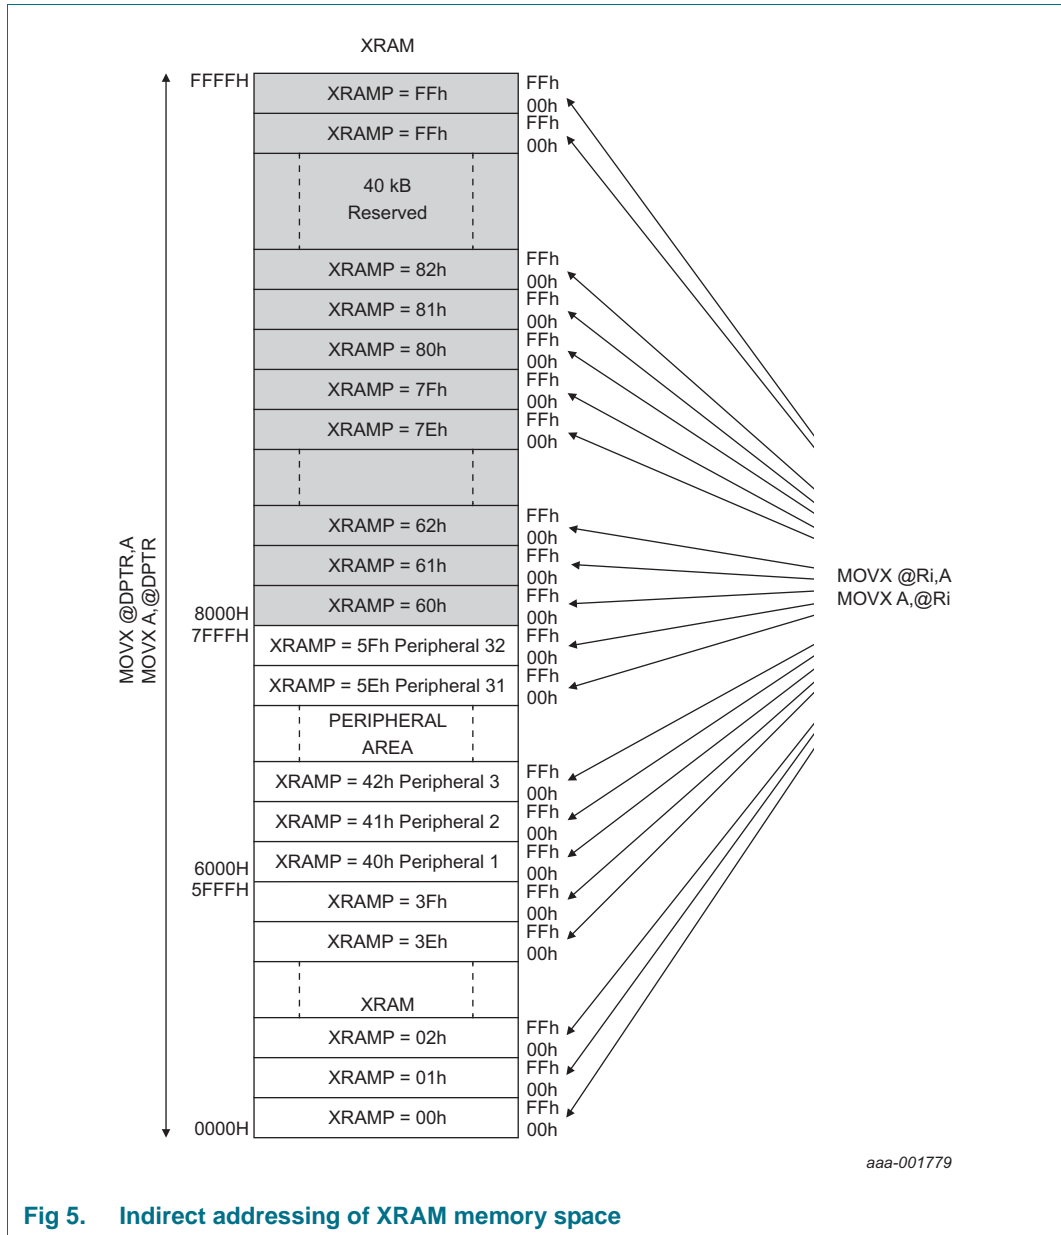 XRAM
FFFFH
XRAMP = FFh
FFh
00h
XRAMP = FFh
FFh
00h
40 kB
Reserved
XRAMP = 82h
FFh
00h
XRAMP = 81h
FFh
00h
XRAMP = 80h
FFh
00h
XRAMP = 7Fh
FFh
00h
XRAMP = 7Eh
FFh
00h
XRAMP = 62h
FFh
00h
XRAMP = 61h
FFh
00h
XRAMP = 60h
FFh
00h
8000H
7FFFH
XRAMP = 5Fh Peripheral 32
FFh
00h
XRAMP = 5Eh Peripheral 31
FFh
00h
PERIPHERAL
AREA
XRAMP = 42h Peripheral 3
FFh
00h
XRAMP = 41h Peripheral 2
FFh
00h
XRAMP = 40h Peripheral 1
FFh
00h
6000H
5FFFH
XRAMP = 3Fh
FFh
00h
XRAMP = 3Eh
FFh
00h
XRAM
XRAMP = 02h
FFh
00h
XRAMP = 01h
FFh
00h
XRAMP = 00h
FFh
00h
0000H
MOVX @DPTR,A
MOVX A,@DPTR
MOVX @Ri,A
MOVX A,@Ri
aaa-001779
Fig 5. Indirect addressing of XRAM memory space